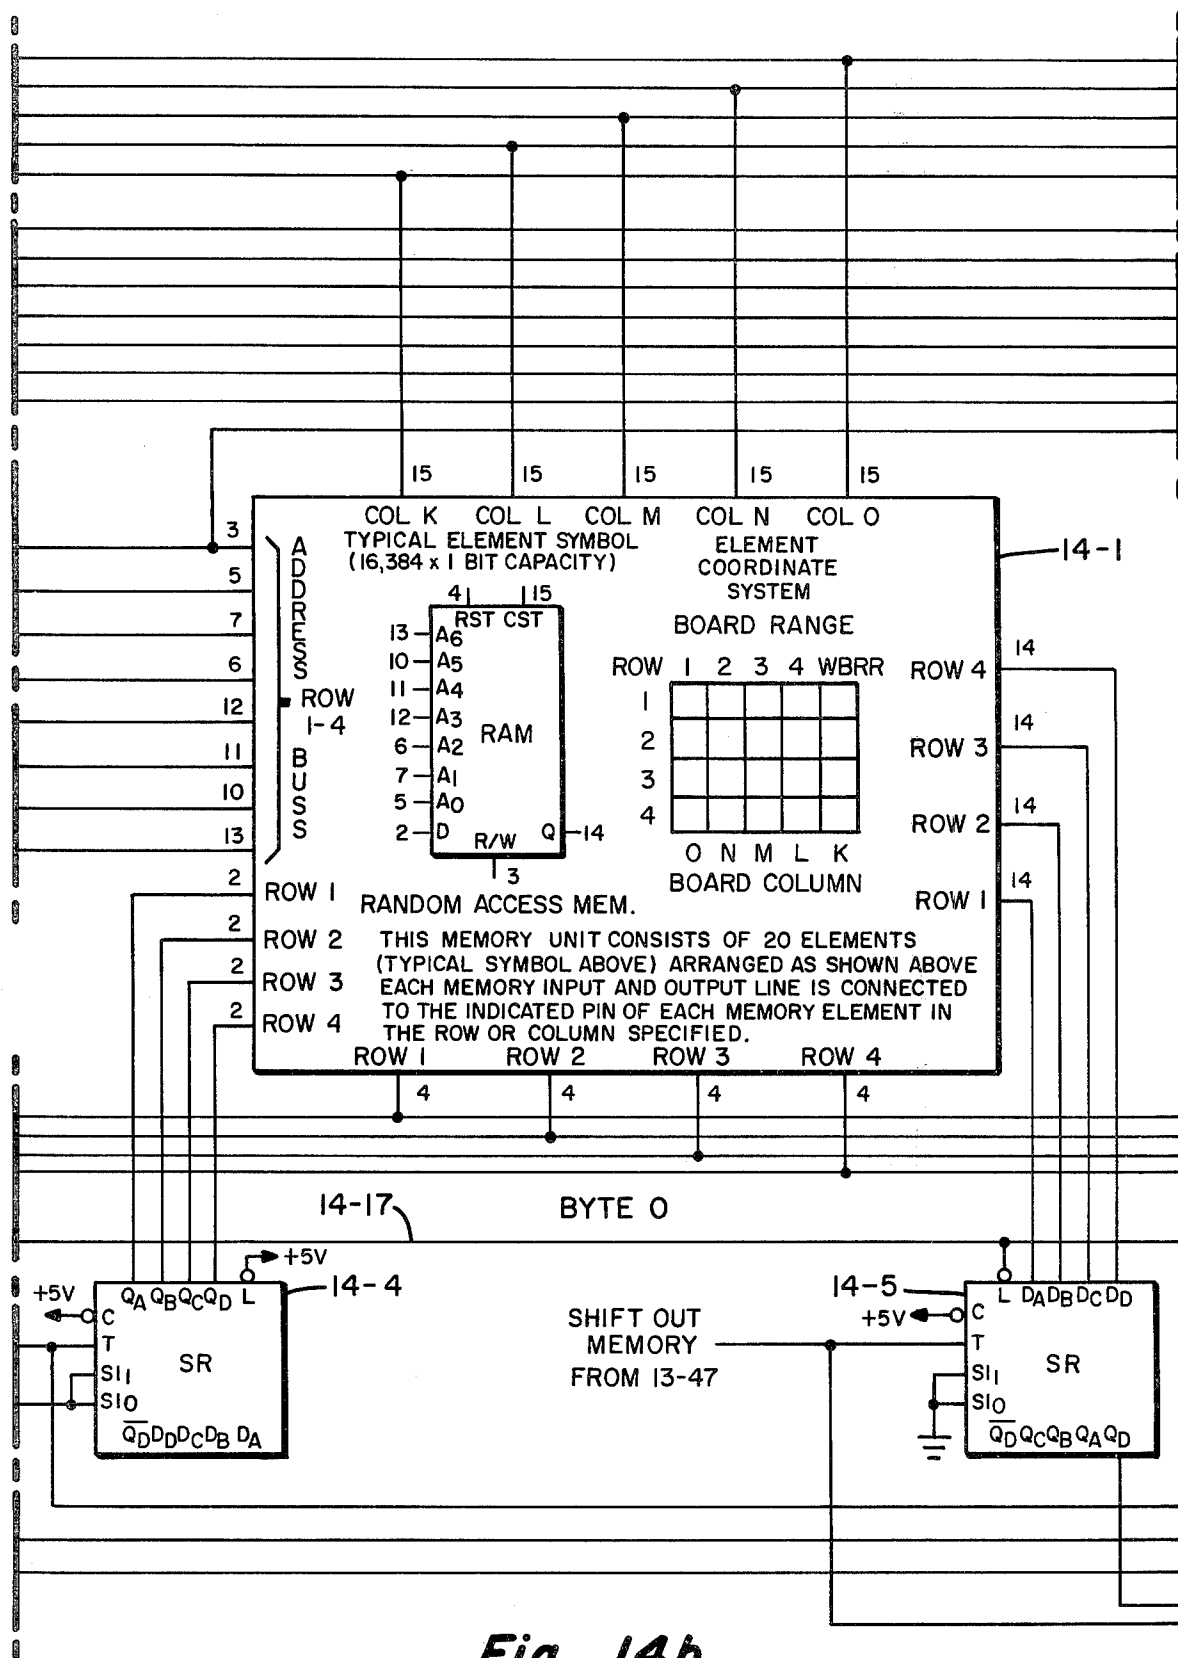 15 15 15 15 15
COL K COL L COL M COL N COL O
TYPICAL ELEMENT SYMBOL
(16,384 x 1 BIT CAPACITY)
ELEMENT
COORDINATE
SYSTEM
14-1
3
5
7
6
12
11
10
13
ADDRESS
BUSS
ROW
1-4
4 15
RST CST
13 A6
10 A5
11 A4
12 A3
6 A2
7 A1
5 A0
2 D
RAM
R/W
Q 14
3
RANDOM ACCESS MEM.
BOARD RANGE
ROW 1 2 3 4 WBRR
1
2
3
4
O N M L K
BOARD COLUMN
14
ROW 4
14
ROW 3
14
ROW 2
14
ROW 1
2 ROW 1
2 ROW 2
2 ROW 3
2 ROW 4
THIS MEMORY UNIT CONSISTS OF 20 ELEMENTS
(TYPICAL SYMBOL ABOVE) ARRANGED AS SHOWN ABOVE
EACH MEMORY INPUT AND OUTPUT LINE IS CONNECTED
TO THE INDICATED PIN OF EACH MEMORY ELEMENT IN
THE ROW OR COLUMN SPECIFIED.
ROW 1 ROW 2 ROW 3 ROW 4
4 4 4 4
14-17
BYTE 0
+5V
14-4
+5V
QA QB QC QD L
C
T
SI1
SI0
SR
Q̅D̅ DD DC DB DA
SHIFT OUT
MEMORY
FROM 13-47
14-5
+5V
L DA DB DC DD
C
T
SI1
SI0
SR
Q̅D̅ QC QB QA QD
Fig. 14b